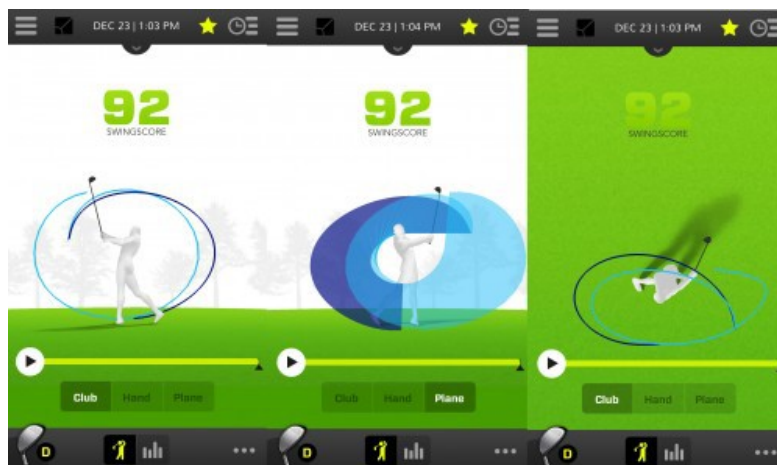 DEC 23 | 1:03 PM
92
SWINGSCORE
Club Hand Plane
D
DEC 23 | 1:04 PM
92
SWINGSCORE
Club Hand Plane
D
DEC 23 | 1:03 PM
92
SWINGSCORE
Club Hand Plane
D